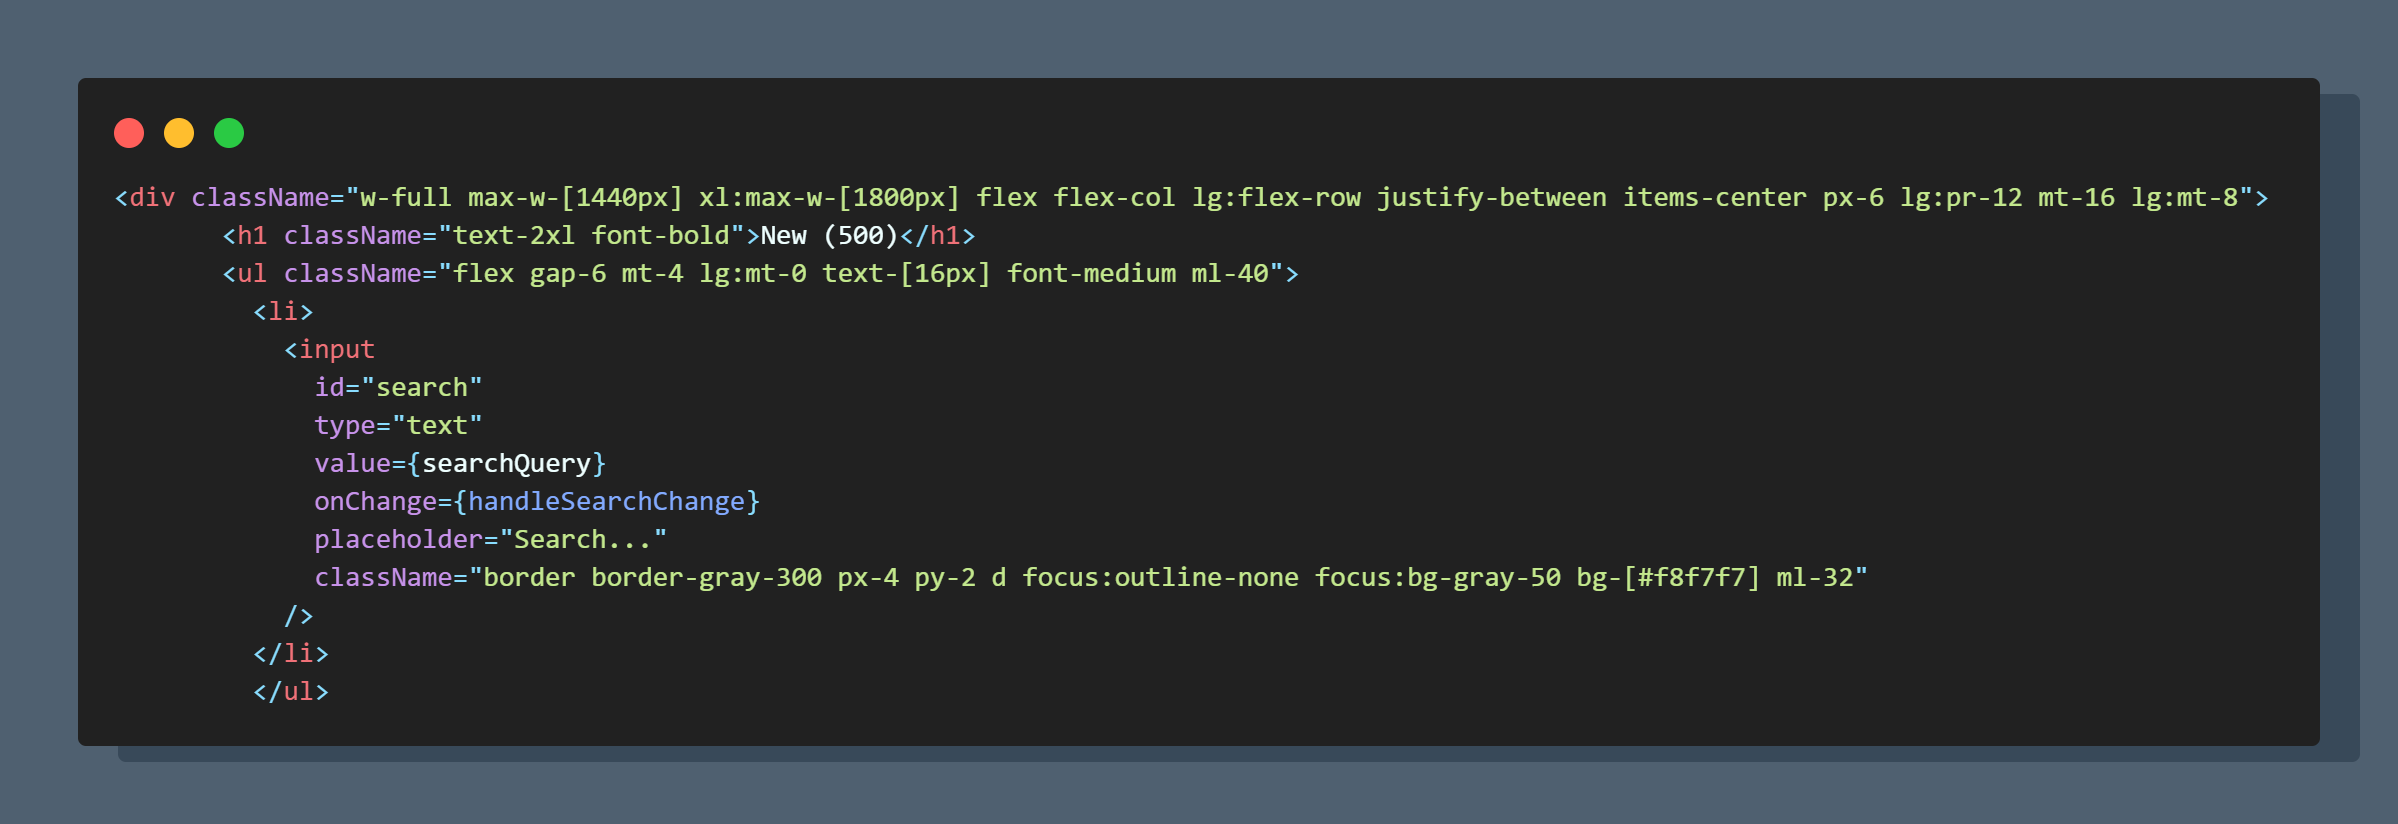 <div className="w-full max-w-[1440px] xl:max-w-[1800px] flex flex-col lg:flex-row justify-between items-center px-6 lg:pr-12 mt-16 lg:mt-8">
<h1 className="text-2xl font-bold">New (500)</h1>
<ul className="flex gap-6 mt-4 lg:mt-0 text-[16px] font-medium ml-40">
<li>
<input
id="search"
type="text"
value={searchQuery}
onChange={handleSearchChange}
placeholder="Search..."
className="border border-gray-300 px-4 py-2 d focus:outline-none focus:bg-gray-50 bg-[#f8f7f7] ml-32"
/>
</li>
</ul>